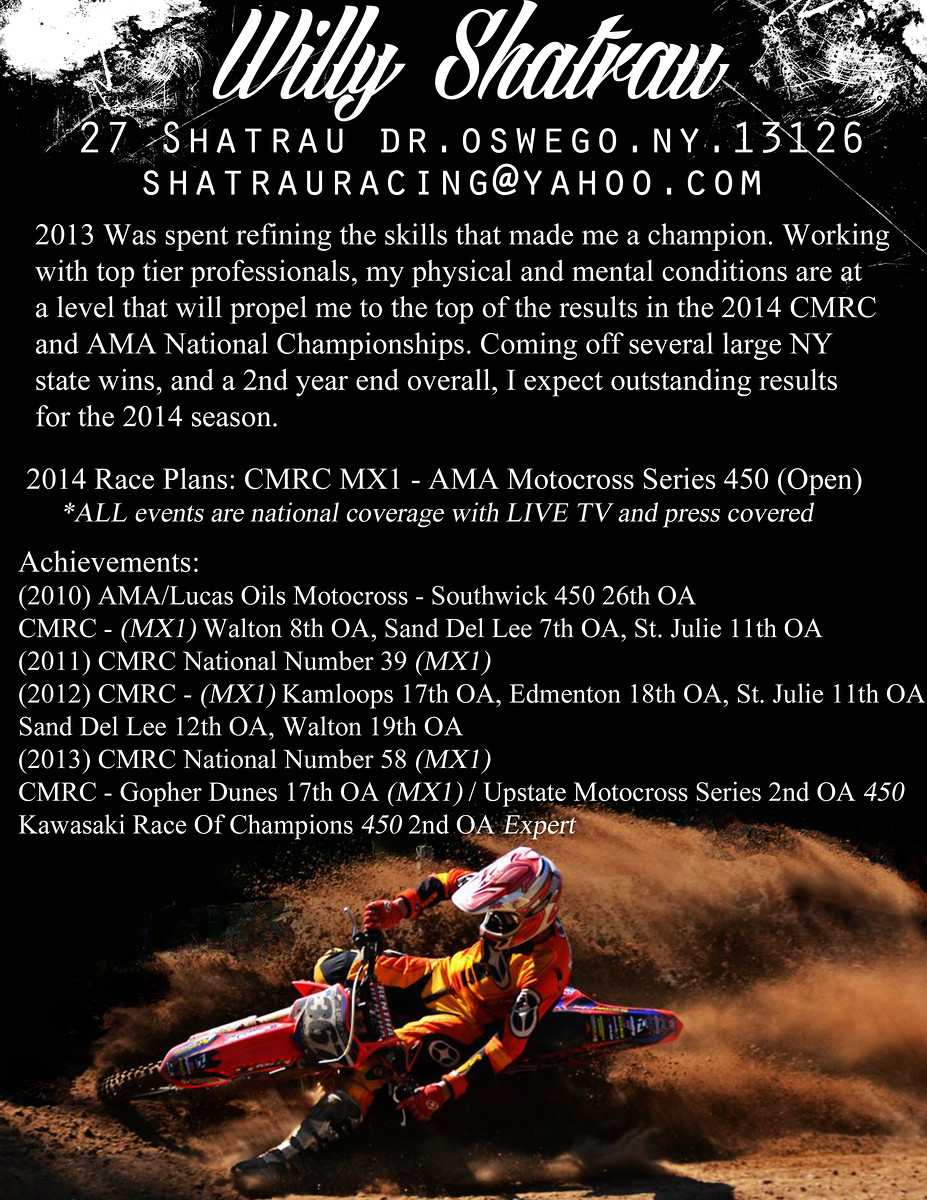 Willy Shatrau
27 Shatrau dr.oswego.ny.13126
shatrauracing@yahoo.com
2013 Was spent refining the skills that made me a champion. Working
with top tier professionals, my physical and mental conditions are at
a level that will propel me to the top of the results in the 2014 CMRC
and AMA National Championships. Coming off several large NY
state wins, and a 2nd year end overall, I expect outstanding results
for the 2014 season.
2014 Race Plans: CMRC MX1 - AMA Motocross Series 450 (Open)
*ALL events are national coverage with LIVE TV and press covered
Achievements:
(2010) AMA/Lucas Oils Motocross - Southwick 450 26th OA
CMRC - (MX1) Walton 8th OA, Sand Del Lee 7th OA, St. Julie 11th OA
(2011) CMRC National Number 39 (MX1)
(2012) CMRC - (MX1) Kamloops 17th OA, Edmenton 18th OA, St. Julie 11th OA
Sand Del Lee 12th OA, Walton 19th OA
(2013) CMRC National Number 58 (MX1)
CMRC - Gopher Dunes 17th OA (MX1) / Upstate Motocross Series 2nd OA 450
Kawasaki Race Of Champions 450 2nd OA Expert